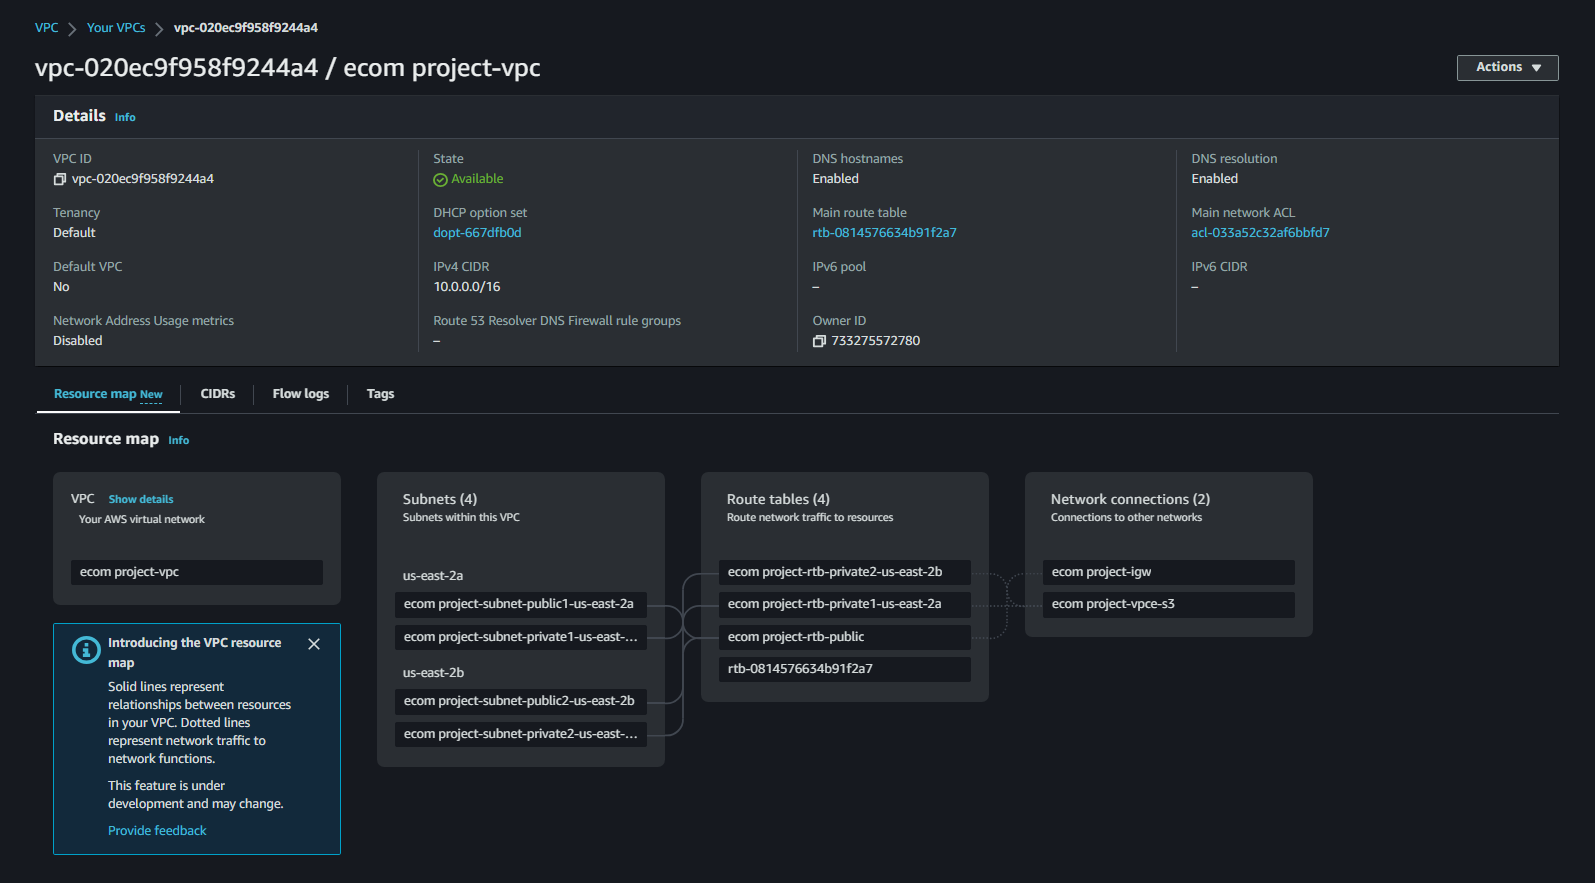 VPC > Your VPCs > vpc-020ec9f958f9244a4
vpc-020ec9f958f9244a4 / ecom project-vpc
Actions ▼
Details Info
VPC ID
vpc-020ec9f958f9244a4
State
Available
DNS hostnames
Enabled
DNS resolution
Enabled
Tenancy
Default
DHCP option set
dopt-667dfb0d
Main route table
rtb-0814576634b91f2a7
Main network ACL
acl-033a52c32af6bbfd7
Default VPC
No
IPv4 CIDR
10.0.0.0/16
IPv6 pool
–
IPv6 CIDR
–
Network Address Usage metrics
Disabled
Route 53 Resolver DNS Firewall rule groups
–
Owner ID
733275572780
Resource map New
CIDRs
Flow logs
Tags
Resource map Info
VPC Show details
Your AWS virtual network
ecom project-vpc
Introducing the VPC resource
map
Solid lines represent
relationships between resources
in your VPC. Dotted lines
represent network traffic to
network functions.
This feature is under
development and may change.
Provide feedback
Subnets (4)
Subnets within this VPC
us-east-2a
ecom project-subnet-public1-us-east-2a
ecom project-subnet-private1-us-east-...
us-east-2b
ecom project-subnet-public2-us-east-2b
ecom project-subnet-private2-us-east-...
Route tables (4)
Route network traffic to resources
ecom project-rtb-private2-us-east-2b
ecom project-rtb-private1-us-east-2a
ecom project-rtb-public
rtb-0814576634b91f2a7
Network connections (2)
Connections to other networks
ecom project-igw
ecom project-vpce-s3